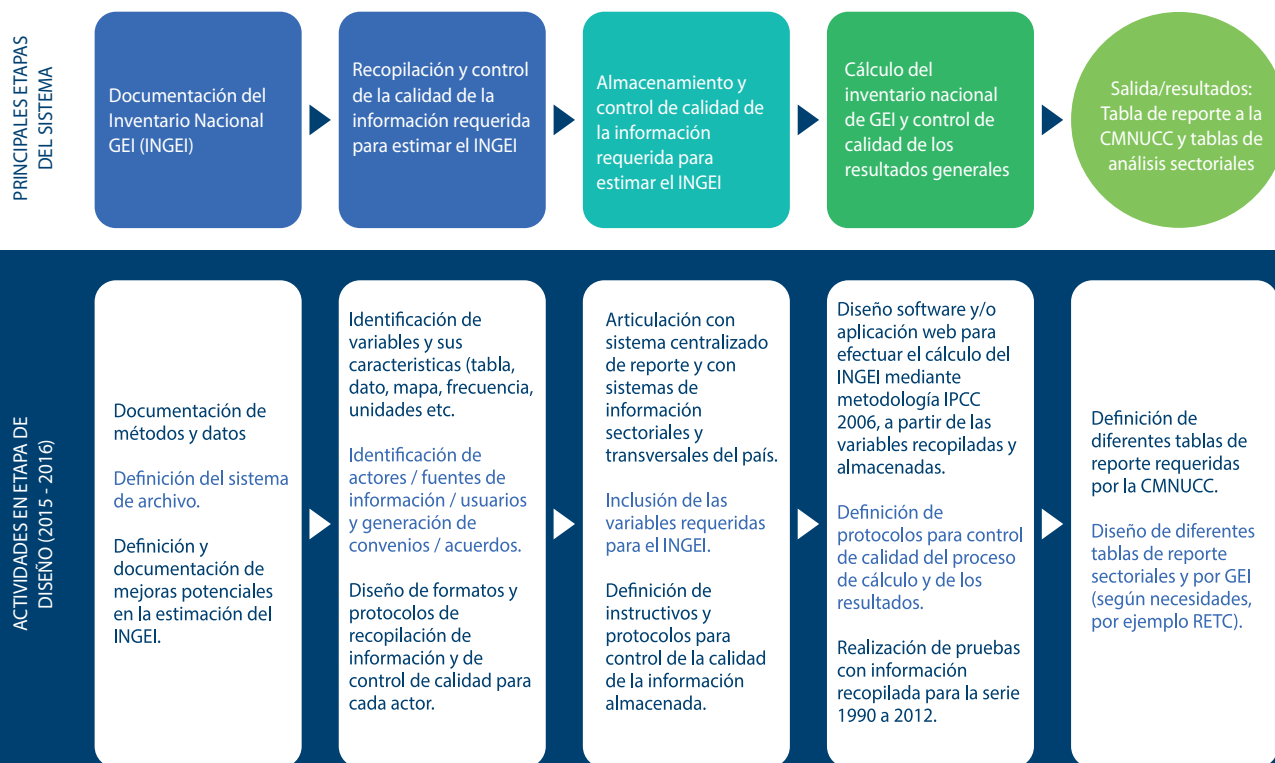 PRINCIPALES ETAPAS
DEL SISTEMA
Documentación del
Inventario Nacional
GEI (INGEI)
Recopilación y control
de la calidad de la
información requerida
para estimar el INGEI
Almacenamiento y
control de calidad de
la información
requerida para
estimar el INGEI
Cálculo del
inventario nacional
de GEI y control de
calidad de los
resultados generales
Salida/resultados:
Tabla de reporte a la
CMNUCC y tablas de
análisis sectoriales
ACTIVIDADES EN ETAPA DE
DISEÑO (2015 - 2016)
Documentación de
métodos y datos
Definición del sistema
de archivo.
Definición y
documentación de
mejoras potenciales
en la estimación del
INGEI.
Identificación de
variables y sus
caracteristicas (tabla,
dato, mapa, frecuencia,
unidades etc.
Identificación de
actores / fuentes de
información / usuarios
y generación de
convenios / acuerdos.
Diseño de formatos y
protocolos de
recopilación de
información y de
control de calidad para
cada actor.
Articulación con
sistema centralizado
de reporte y con
sistemas de
información
sectoriales y
transversales del país.
Inclusión de las
variables requeridas
para el INGEI.
Definición de
instructivos y
protocolos para
control de la calidad
de la información
almacenada.
Diseño software y/o
aplicación web para
efectuar el cálculo del
INGEI mediante
metodología IPCC
2006, a partir de las
variables recopiladas y
almacenadas.
Definición de
protocolos para control
de calidad del proceso
de cálculo y de los
resultados.
Realización de pruebas
con información
recopilada para la serie
1990 a 2012.
Definición de
diferentes tablas de
reporte requeridas
por la CMNUCC.
Diseño de diferentes
tablas de reporte
sectoriales y por GEI
(según necesidades,
por ejemplo RETC).